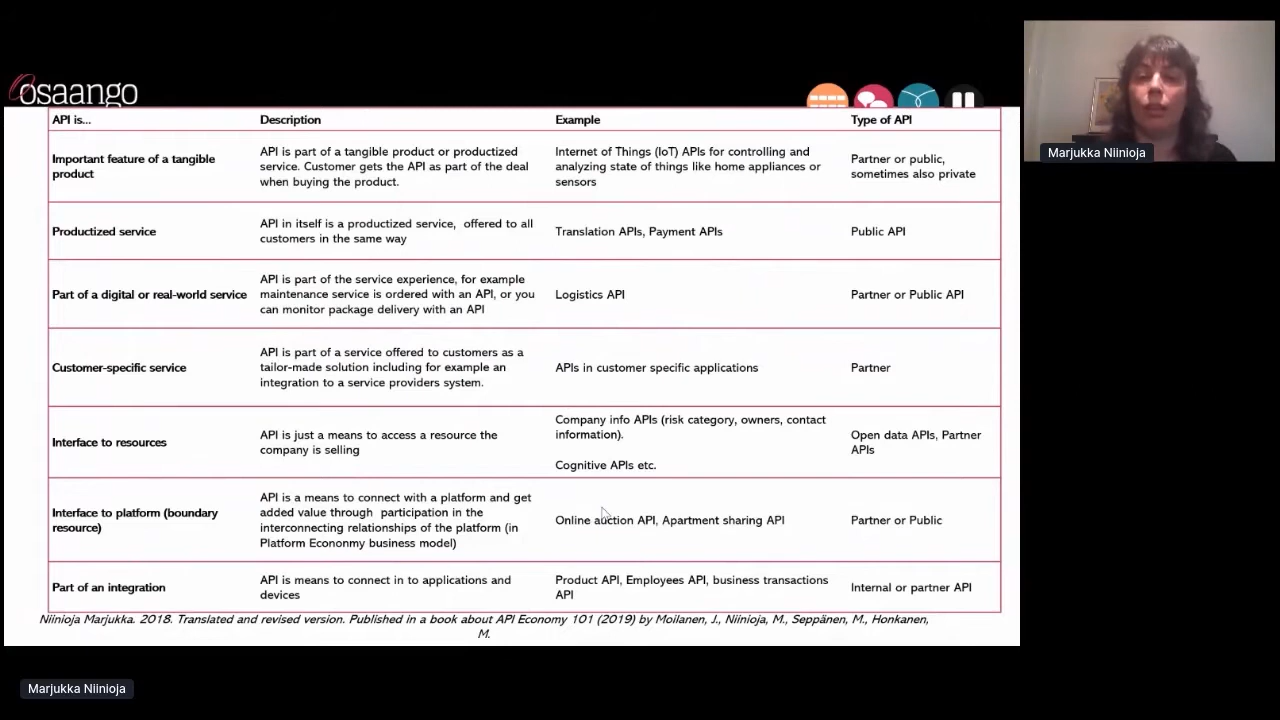 osaango
API is...
Description
Example
Type of API
Important feature of a tangible
product
API is part of a tangible product or productized
service. Customer gets the API as part of the deal
when buying the product.
Internet of Things (IoT) APIs for controlling and
analyzing state of things like home appliances or
sensors
Partner or public,
sometimes also private
Productized service
API in itself is a productized service, offered to all
customers in the same way
Translation APIs, Payment APIs
Public API
Part of a digital or real-world service
API is part of the service experience, for example
maintenance service is ordered with an API, or you
can monitor package delivery with an API
Logistics API
Partner or Public API
Customer-specific service
API is part of a service offered to customers as a
tailor-made solution including for example an
integration to a service providers system.
APIs in customer specific applications
Partner
Interface to resources
API is just a means to access a resource the
company is selling
Company info APIs (risk category, owners, contact
information).
Cognitive APIs etc.
Open data APIs, Partner
APIs
Interface to platform (boundary
resource)
API is a means to connect with a platform and get
added value through participation in the
interconnecting relationships of the platform (in
Platform Econonmy business model)
Online auction API, Apartment sharing API
Partner or Public
Part of an integration
API is means to connect in to applications and
devices
Product API, Employees API, business transactions
API
Internal or partner API
Niinioja Marjukka. 2018. Translated and revised version. Published in a book about API Economy 101 (2019) by Moilanen, J., Niinioja, M., Seppänen, M., Honkanen,
M.
Marjukka Niinioja
Marjukka Niinioja